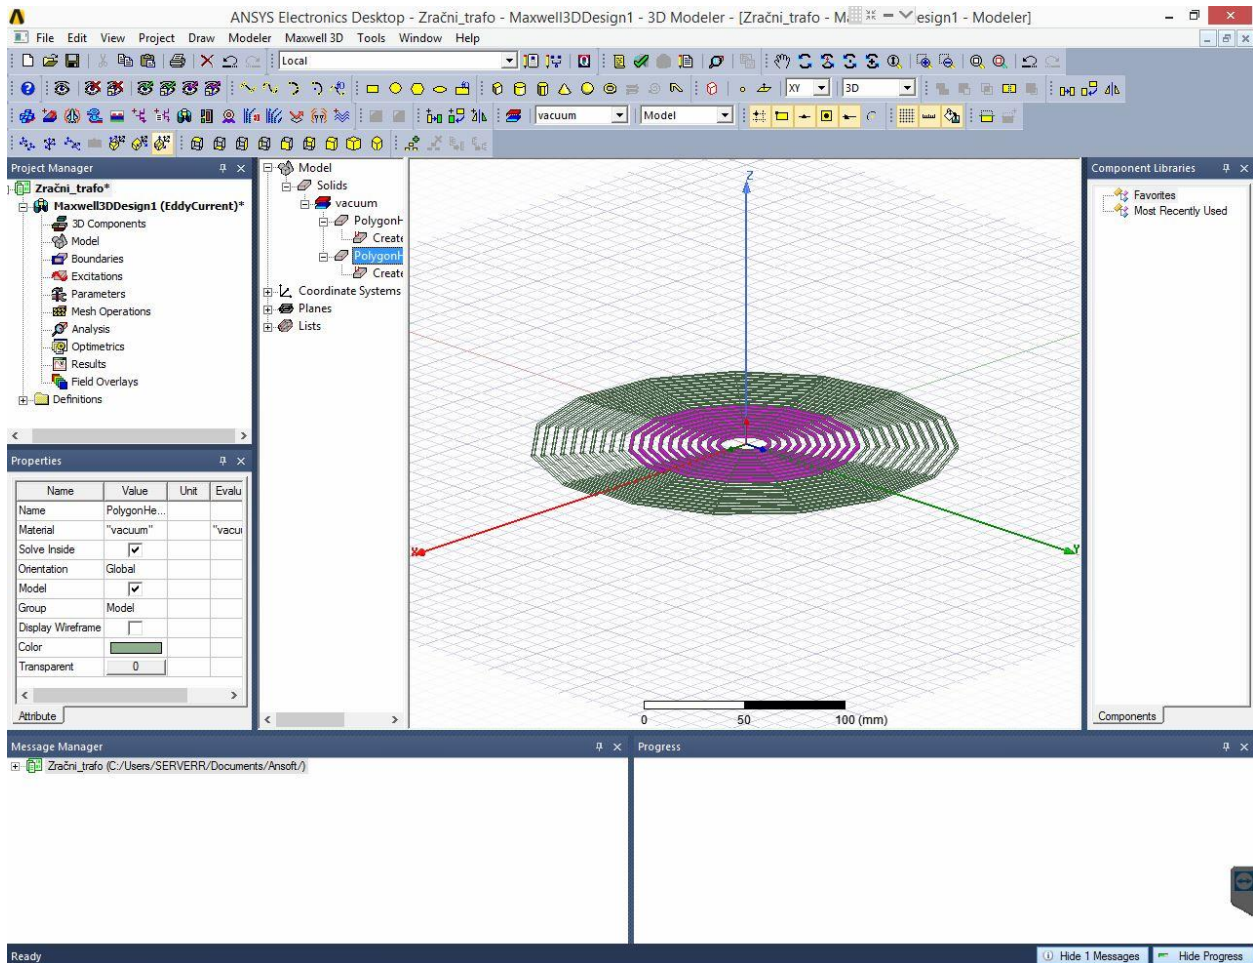 ANSYS Electronics Desktop - Zračni_trafo - Maxwell3DDesign1 - 3D Modeler - [Zračni_trafo - M esign1 - Modeler]
File Edit View Project Draw Modeler Maxwell 3D Tools Window Help
Local
XY 3D
vacuum Model
Project Manager
Zračni_trafo*
Maxwell3DDesign1 (EddyCurrent)*
3D Components
Model
Boundaries
Excitations
Parameters
Mesh Operations
Analysis
Optimetrics
Results
Field Overlays
Definitions
Model
Solids
vacuum
PolygonH
Create
PolygonH
Create
Coordinate Systems
Planes
Lists
Z
X
Y
0 50 100 (mm)
Component Libraries
Favorites
Most Recently Used
Components
Properties
Name Value Unit Evalu
Name PolygonHe...
Material "vacuum" "vacu
Solve Inside
Orientation Global
Model
Group Model
Display Wireframe
Color
Transparent 0
Attribute
Message Manager
Zračni_trafo (C:/Users/SERVERR/Documents/Ansoft/)
Progress
Ready
Hide 1 Messages Hide Progress